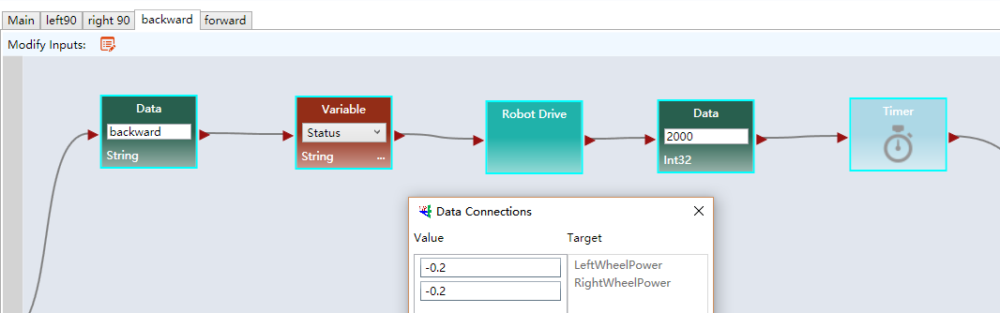 Main left90 right 90 backward forward
Modify Inputs:
Data
backward
String
Variable
Status
String ...
Robot Drive
Data
2000
Int32
Timer
Data Connections
Value Target
-0.2 LeftWheelPower
-0.2 RightWheelPower